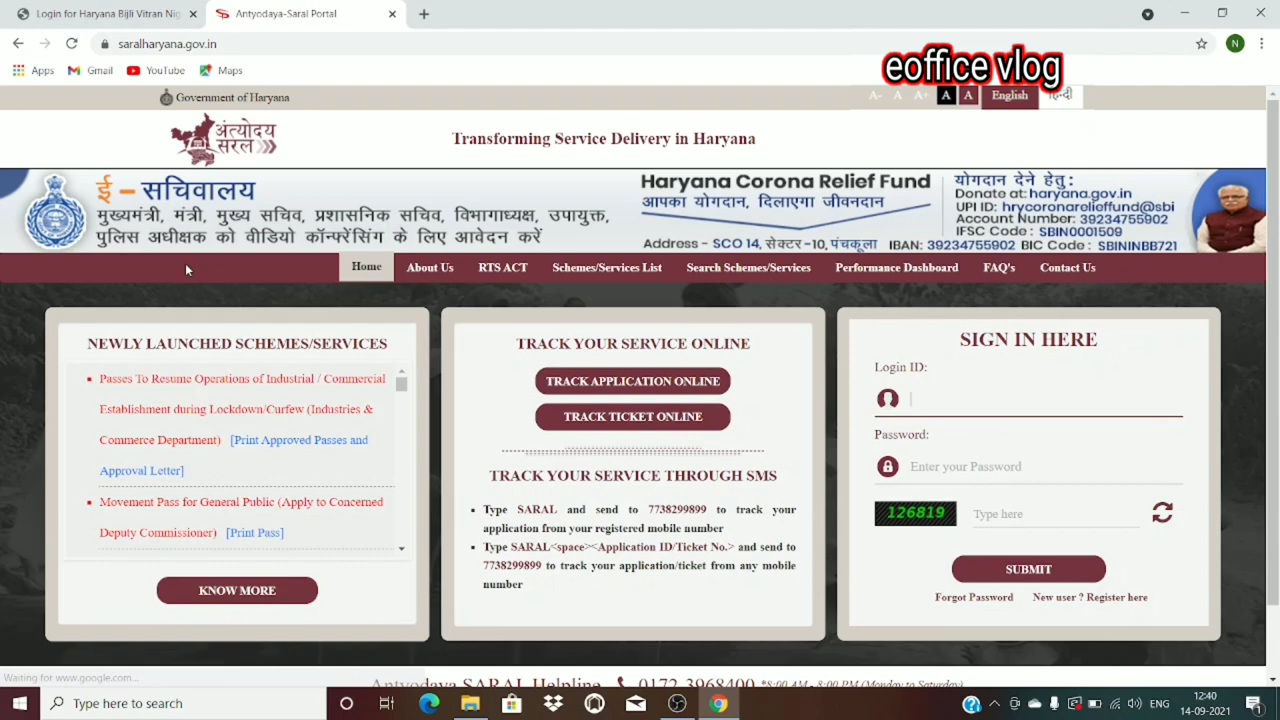 Login for Haryana Bijli Vitran Nig
Antyodaya-Saral Portal
saralharyana.gov.in
N
Apps
Gmail
YouTube
Maps
eoffice vlog
Government of Haryana
A- A A+ A A English हिन्दी
अंत्योदय
सरल
Transforming Service Delivery in Haryana
ई - सचिवालय
मुख्यमंत्री, मंत्री, मुख्य सचिव, प्रशासनिक सचिव, विभागाध्यक्ष, उपायुक्त,
पुलिस अधीक्षक को वीडियो कॉन्फरेंसिंग के लिए आवेदन करें
Haryana Corona Relief Fund
आपका योगदान, दिलाएगा जीवनदान
Address - SCO 14, सेक्टर -10, पंचकूला
योगदान देने हेतु :
Donate at: haryana.gov.in
UPI ID: hrycoronarelieffund@sbi
Account Number: 39234755902
IFSC Code : SBIN0001509
IBAN: 39234755902 BIC Code : SBININBB721
Home
About Us
RTS ACT
Schemes/Services List
Search Schemes/Services
Performance Dashboard
FAQ's
Contact Us
NEWLY LAUNCHED SCHEMES/SERVICES
Passes To Resume Operations of Industrial / Commercial
Establishment during Lockdown/Curfew (Industries &
Commerce Department) [Print Approved Passes and
Approval Letter]
Movement Pass for General Public (Apply to Concerned
Deputy Commissioner) [Print Pass]
KNOW MORE
TRACK YOUR SERVICE ONLINE
TRACK APPLICATION ONLINE
TRACK TICKET ONLINE
TRACK YOUR SERVICE THROUGH SMS
Type SARAL and send to 7738299899 to track your
application from your registered mobile number
Type SARAL<space><Application ID/Ticket No.> and send to
7738299899 to track your application/ticket from any mobile
number
SIGN IN HERE
Login ID:
Password:
Enter your Password
126819
Type here
SUBMIT
Forgot Password
New user ? Register here
Waiting for www.google.com...
Antyodaya SARAL Helpline 0172-3968400 *8:00 AM - 8:00 PM (Monday to Saturday)
Type here to search
ENG
12:40
14-09-2021
1